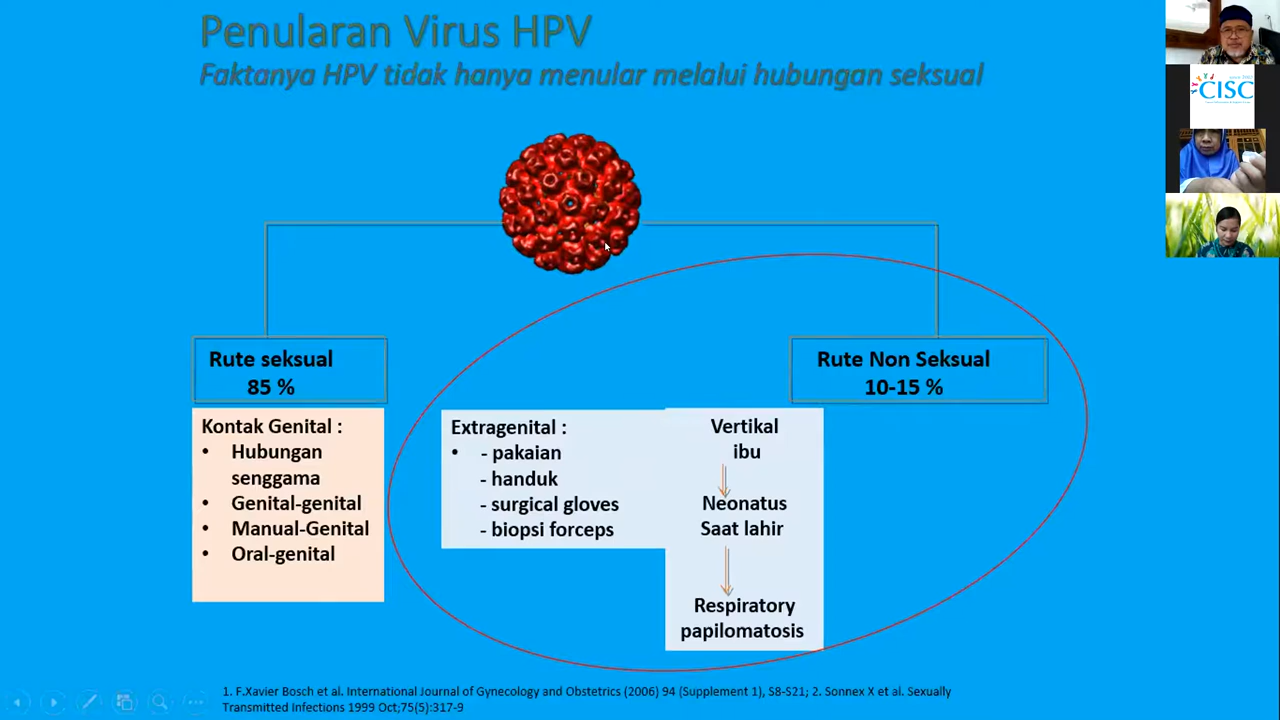 Penularan Virus HPV
Faktanya HPV tidak hanya menular melalui hubungan seksual
CISC
Rute seksual
85 %
Rute Non Seksual
10-15 %
Kontak Genital :
• Hubungan
senggama
• Genital-genital
• Manual-Genital
• Oral-genital
Extragenital :
• - pakaian
- handuk
- surgical gloves
- biopsi forceps
Vertikal
ibu
Neonatus
Saat lahir
Respiratory
papilomatosis
1. F.Xavier Bosch et al. International Journal of Gynecology and Obstetrics (2006) 94 (Supplement 1), S8-S21; 2. Sonnex X et al. Sexually
Transmitted Infections 1999 Oct;75(5):317-9